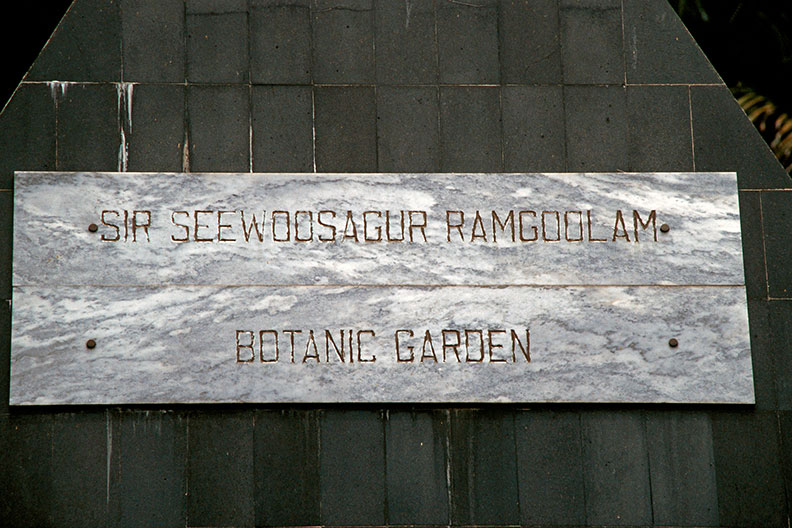 SIR SEEWOOSAGUR RAMGOOLAM
BOTANIC GARDEN